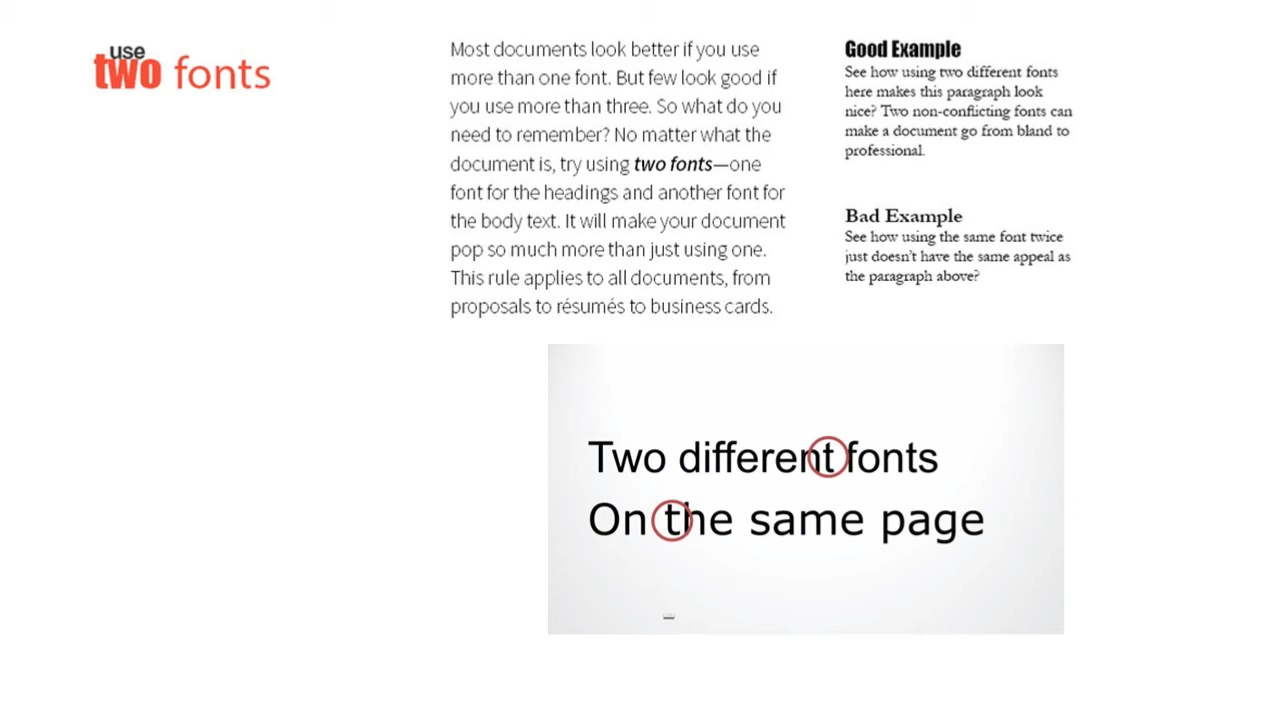 use
two fonts
Most documents look better if you use
more than one font. But few look good if
you use more than three. So what do you
need to remember? No matter what the
document is, try using two fonts—one
font for the headings and another font for
the body text. It will make your document
pop so much more than just using one.
This rule applies to all documents, from
proposals to résumés to business cards.
Good Example
See how using two different fonts
here makes this paragraph look
nice? Two non-conflicting fonts can
make a document go from bland to
professional.
Bad Example
See how using the same font twice
just doesn't have the same appeal as
the paragraph above?
Two different fonts
On the same page